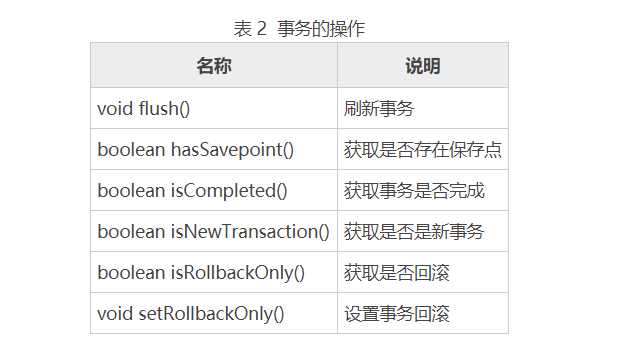 表 2 事务的操作
名称 说明
void flush() 刷新事务
boolean hasSavepoint() 获取是否存在保存点
boolean isCompleted() 获取事务是否完成
boolean isNewTransaction() 获取是否是新事务
boolean isRollbackOnly() 获取是否回滚
void setRollbackOnly() 设置事务回滚